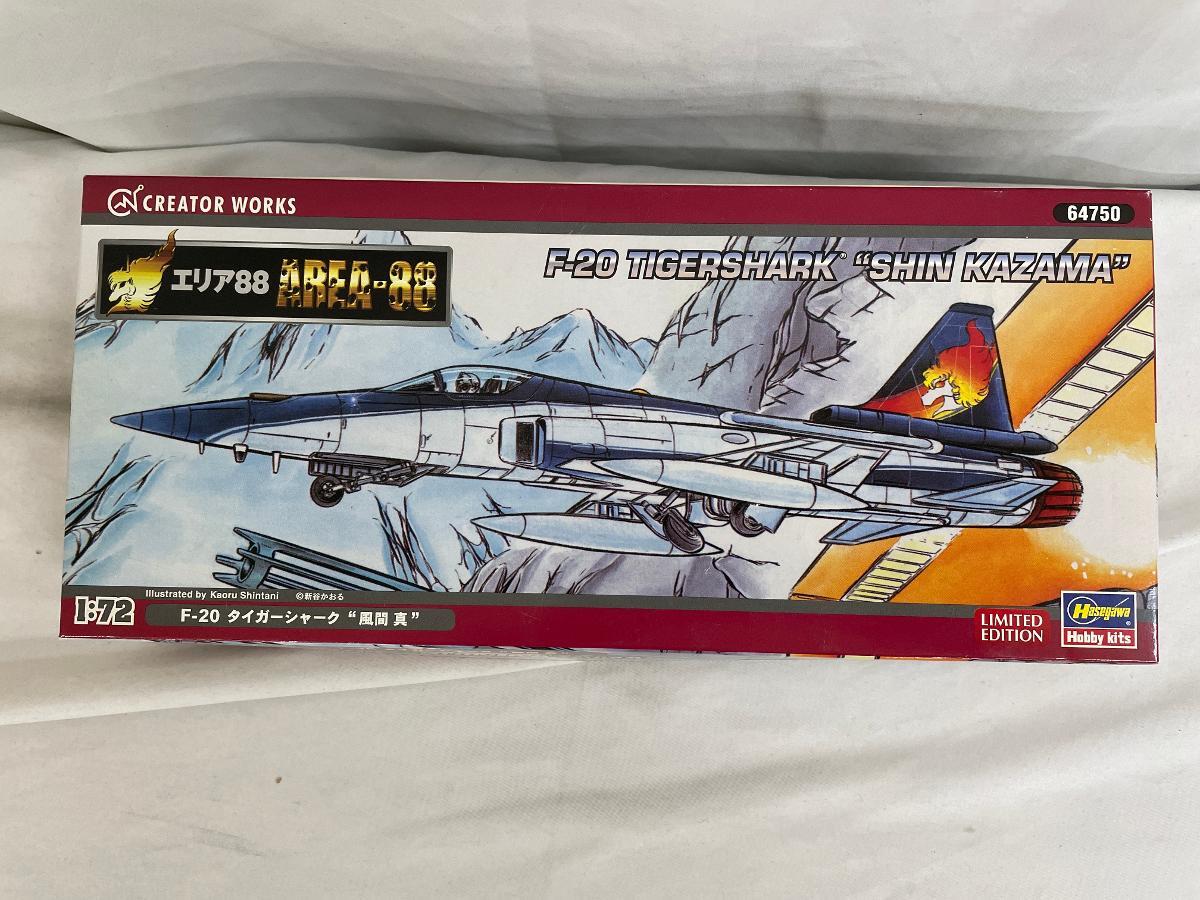 CREATOR WORKS
64750
エリア88 AREA-88
F-20 TIGERSHARK® “SHIN KAZAMA”
Illustrated by Kaoru Shintani ©新谷かおる
1:72
F-20 タイガーシャーク “風間 真”
LIMITED
EDITION
Hasegawa®
Hobby kits